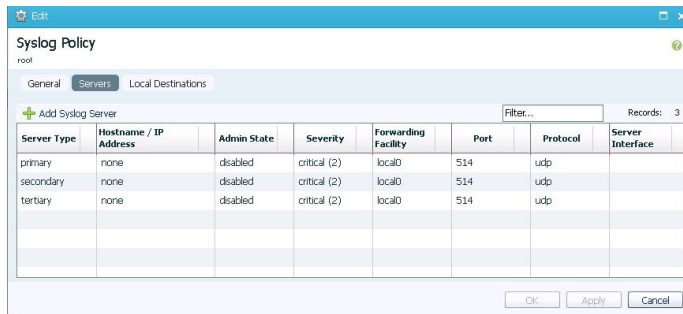 Edit
Syslog Policy
root
General Servers Local Destinations
Add Syslog Server Filter... Records: 3
Server Type Hostname / IP Address Admin State Severity Forwarding Facility Port Protocol Server Interface
primary none disabled critical (2) local0 514 udp
secondary none disabled critical (2) local0 514 udp
tertiary none disabled critical (2) local0 514 udp
OK Apply Cancel